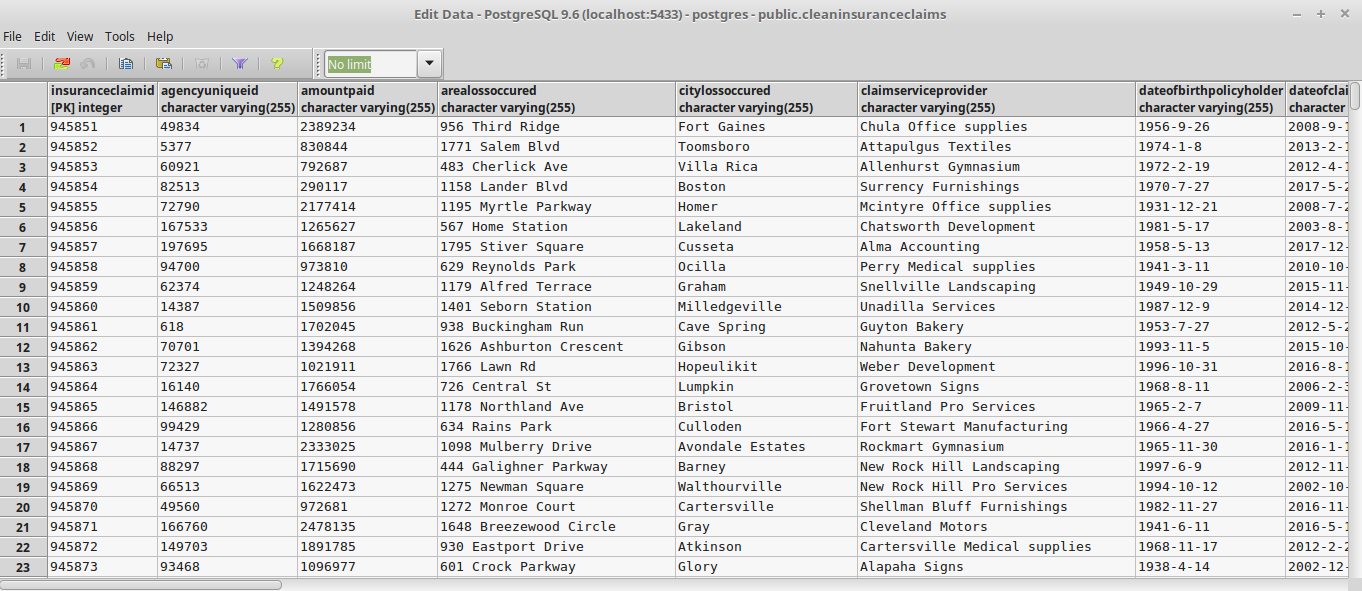 Edit Data - PostgreSQL 9.6 (localhost:5433) - postgres - public.cleaninsuranceclaims
File Edit View Tools Help
No limit
insuranceclaimid agencyuniqueid amountpaid arealossoccured citylossoccured claimserviceprovider dateofbirthpolicyholder dateofclai
[PK] integer character varying(255) character varying(255) character varying(255) character varying(255) character varying(255) character varying(255) character
1 945851 49834 2389234 956 Third Ridge Fort Gaines Chula Office supplies 1956-9-26 2008-9-1
2 945852 5377 830844 1771 Salem Blvd Toomsboro Attapulgus Textiles 1974-1-8 2013-2-1
3 945853 60921 792687 483 Cherlick Ave Villa Rica Allenhurst Gymnasium 1972-2-19 2012-4-1
4 945854 82513 290117 1158 Lander Blvd Boston Surrency Furnishings 1970-7-27 2017-5-2
5 945855 72790 2177414 1195 Myrtle Parkway Homer Mcintyre Office supplies 1931-12-21 2008-7-2
6 945856 167533 1265627 567 Home Station Lakeland Chatsworth Development 1981-5-17 2003-8-1
7 945857 197695 1668187 1795 Stiver Square Cusseta Alma Accounting 1958-5-13 2017-12-
8 945858 94700 973810 629 Reynolds Park Ocilla Perry Medical supplies 1941-3-11 2010-10-
9 945859 62374 1248264 1179 Alfred Terrace Graham Snellville Landscaping 1949-10-29 2015-11-
10 945860 14387 1509856 1401 Seborn Station Milledgeville Unadilla Services 1987-12-9 2014-12-
11 945861 618 1702045 938 Buckingham Run Cave Spring Guyton Bakery 1953-7-27 2012-5-2
12 945862 70701 1394268 1626 Ashburton Crescent Gibson Nahunta Bakery 1993-11-5 2015-10-
13 945863 72327 1021911 1766 Lawn Rd Hopeulikit Weber Development 1996-10-31 2016-8-1
14 945864 16140 1766054 726 Central St Lumpkin Grovetown Signs 1968-8-11 2006-2-3
15 945865 146882 1491578 1178 Northland Ave Bristol Fruitland Pro Services 1965-2-7 2009-11-
16 945866 99429 1280856 634 Rains Park Culloden Fort Stewart Manufacturing 1966-4-27 2016-5-1
17 945867 14737 2333025 1098 Mulberry Drive Avondale Estates Rockmart Gymnasium 1965-11-30 2016-1-1
18 945868 88297 1715690 444 Galighner Parkway Barney New Rock Hill Landscaping 1997-6-9 2012-11-
19 945869 66513 1622473 1275 Newman Square Walthourville New Rock Hill Pro Services 1994-10-12 2002-10-
20 945870 49560 972681 1272 Monroe Court Cartersville Shellman Bluff Furnishings 1982-11-27 2016-11-
21 945871 166760 2478135 1648 Breezewood Circle Gray Cleveland Motors 1941-6-11 2016-5-1
22 945872 149703 1891785 930 Eastport Drive Atkinson Cartersville Medical supplies 1968-11-17 2012-2-2
23 945873 93468 1096977 601 Crock Parkway Glory Alapaha Signs 1938-4-14 2002-12-